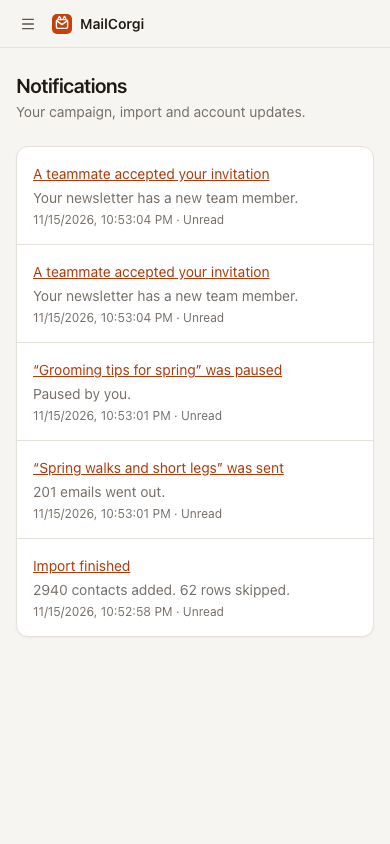 MailCorgi
Notifications
Your campaign, import and account updates.
A teammate accepted your invitation
Your newsletter has a new team member.
11/15/2026, 10:53:04 PM · Unread
A teammate accepted your invitation
Your newsletter has a new team member.
11/15/2026, 10:53:04 PM · Unread
“Grooming tips for spring” was paused
Paused by you.
11/15/2026, 10:53:01 PM · Unread
“Spring walks and short legs” was sent
201 emails went out.
11/15/2026, 10:53:01 PM · Unread
Import finished
2940 contacts added. 62 rows skipped.
11/15/2026, 10:52:58 PM · Unread